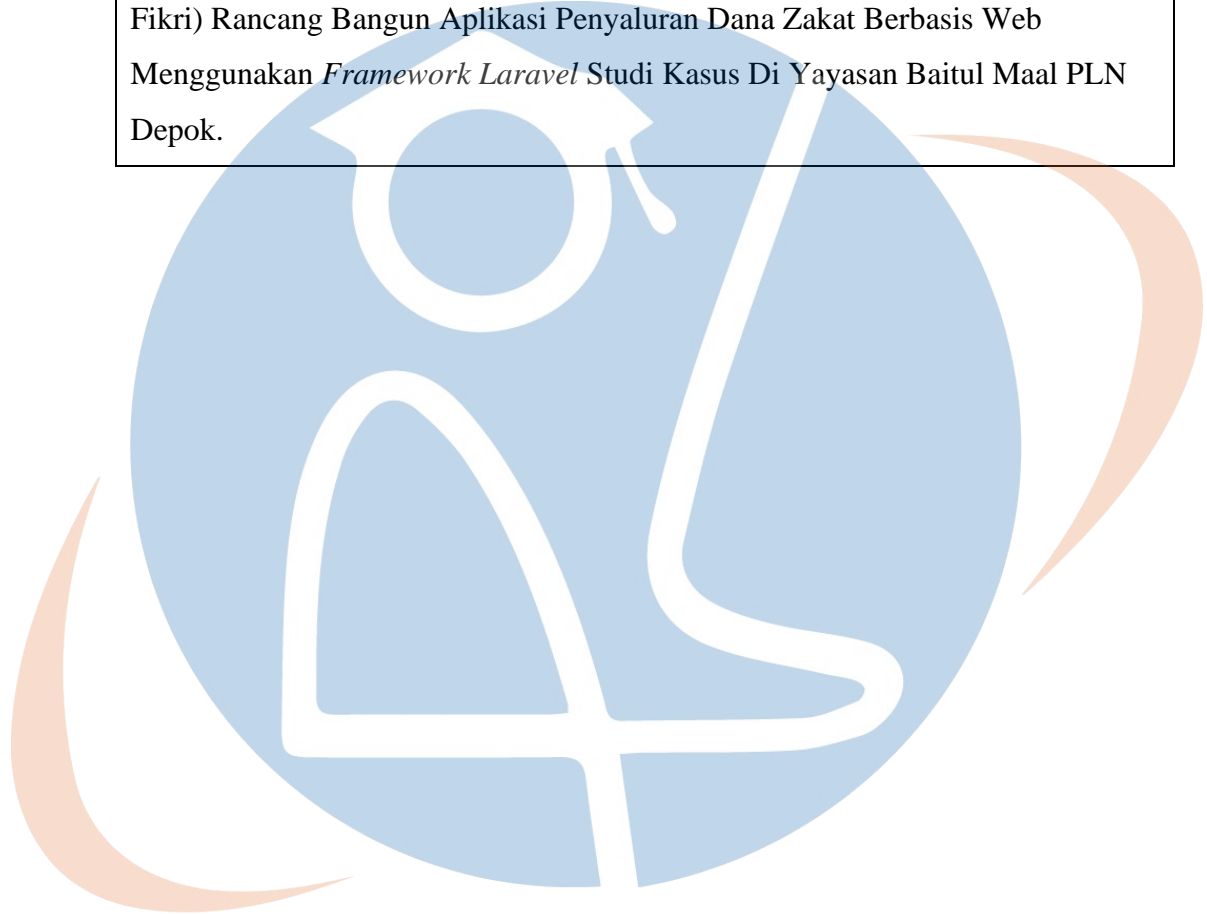 Fikri) Rancang Bangun Aplikasi Penyaluran Dana Zakat Berbasis Web
Menggunakan Framework Laravel Studi Kasus Di Yayasan Baitul Maal PLN
Depok.